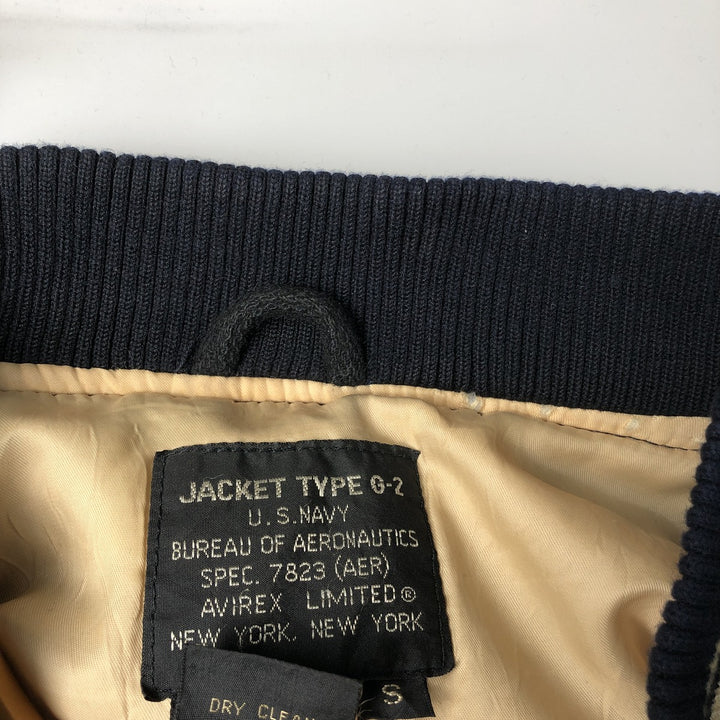 JACKET TYPE G-2
U.S.NAVY
BUREAU OF AERONAUTICS
SPEC. 7823 (AER)
AVIREX LIMITED®
NEW YORK, NEW YORK
S
DRY CLEAN